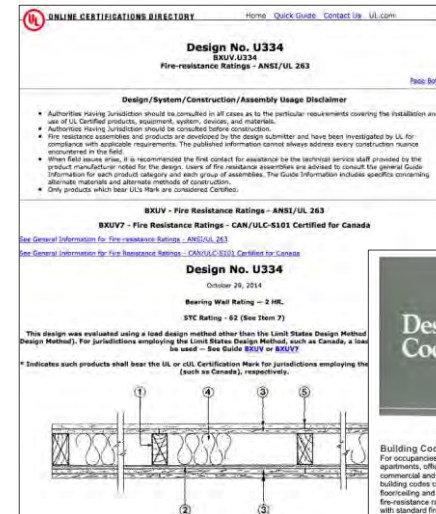 UL ONLINE CERTIFICATIONS DIRECTORY
Home Quick Guide Contact Us UL.com
Design No. U334
BXUV.U334
Fire-resistance Ratings - ANSI/UL 263
Page Bot
Design/System/Construction/Assembly Usage Disclaimer
• Authorities Having Jurisdiction should be consulted in all cases as to the particular requirements covering the installation and
use of UL Certified products, equipment, system, devices, and materials.
• Authorities Having Jurisdiction should be consulted before construction.
• Fire resistance assemblies and products are developed by the design submitter and have been investigated by UL for
compliance with applicable requirements. The published information cannot always address every construction nuance
encountered in the field.
• When field issues arise, it is recommended the first contact for assistance be the technical service staff provided by the
product manufacturer noted for the design. Users of fire resistance assemblies are advised to consult the general Guide
Information for each product category and each group of assemblies. The Guide Information includes specifics concerning
alternate materials and alternate methods of construction.
• Only products which bear UL's Mark are considered Certified.
BXUV - Fire Resistance Ratings - ANSI/UL 263
BXUV7 - Fire Resistance Ratings - CAN/ULC-S101 Certified for Canada
See General Information for Fire-resistance Ratings - ANSI/UL 263
See General Information for Fire Resistance Ratings - CAN/ULC-S101 Certified for Canada
Design No. U334
October 29, 2014
Bearing Wall Rating — 2 HR.
STC Rating - 62 (See Item 7)
This design was evaluated using a load design method other than the Limit States Design Method
Design Method). For jurisdictions employing the Limit States Design Method, such as Canada, a load
be used — See Guide BXUV or BXUV7
* Indicates such products shall bear the UL or cUL Certification Mark for jurisdictions employing the
(such as Canada), respectively.
1 4 3 5
2 3
Des
Cod
Building Cod
For occupancies
apartments, offic
commercial and
building codes c
floor/ceiling and
fire-resistance ra
with standard fir